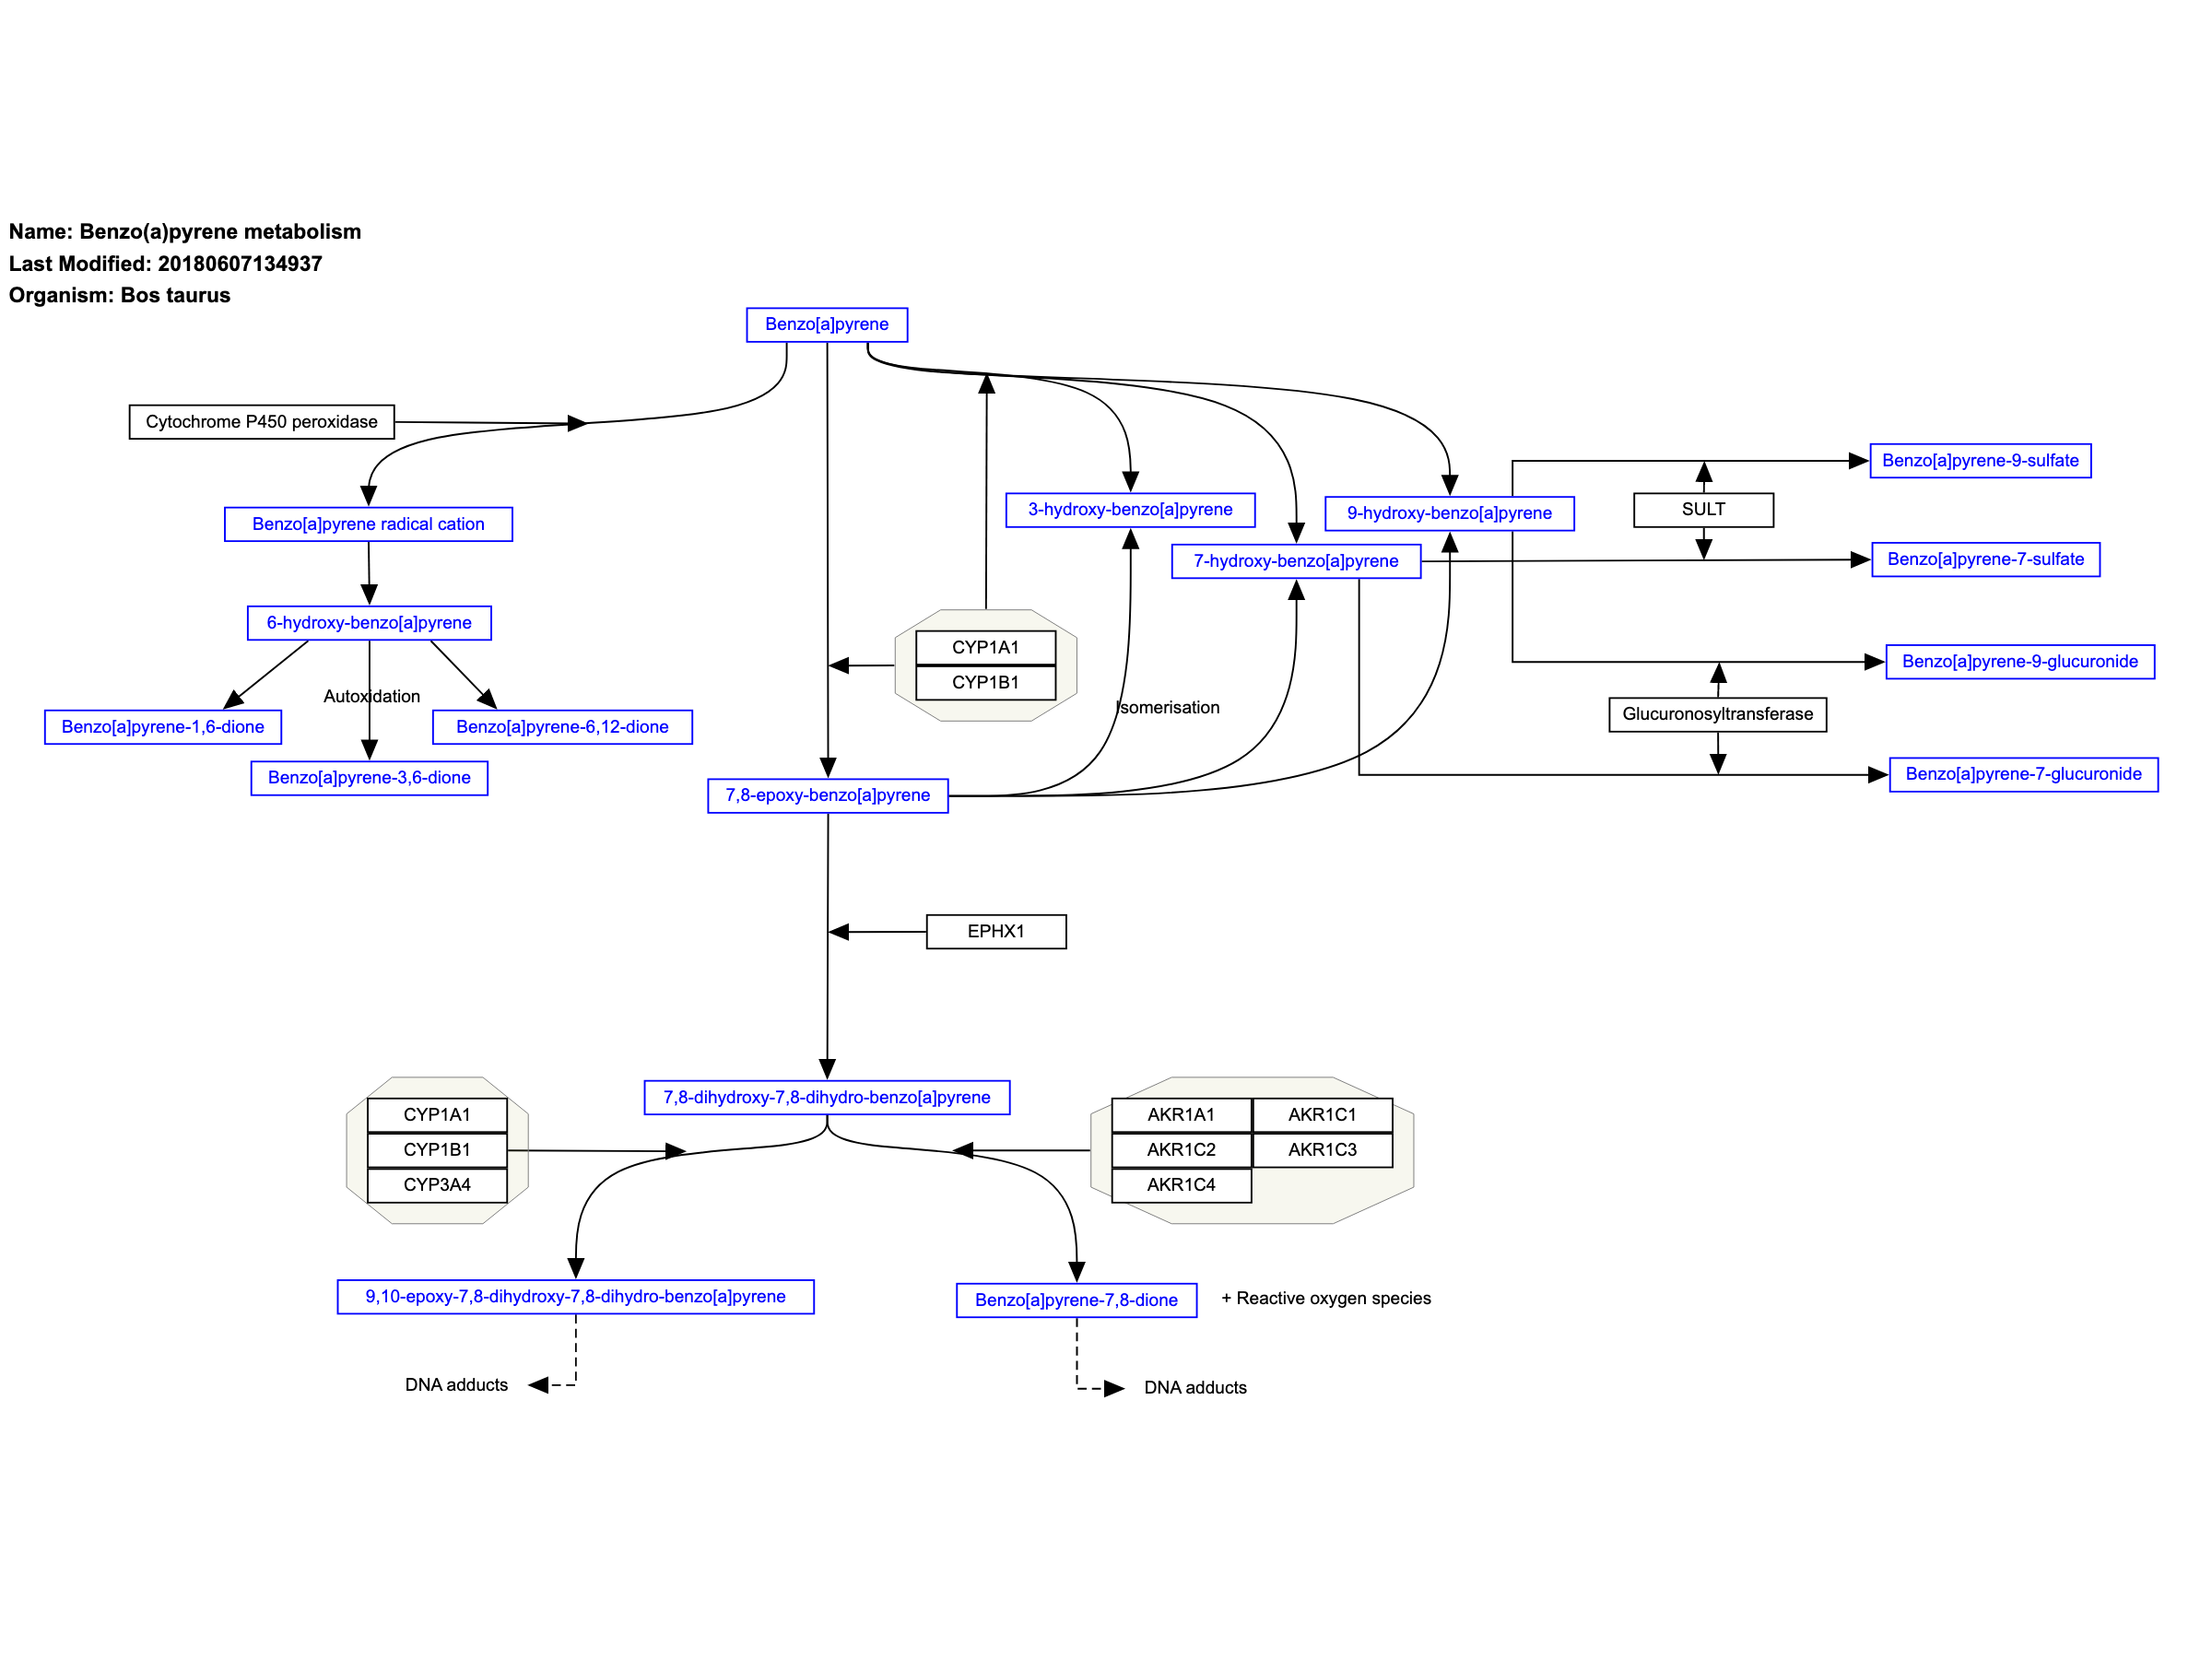 Name: Benzo(a)pyrene metabolism
Last Modified: 20180607134937
Organism: Bos taurus
Benzo[a]pyrene
Cytochrome P450 peroxidase
Benzo[a]pyrene-9-sulfate
3-hydroxy-benzo[a]pyrene
9-hydroxy-benzo[a]pyrene
SULT
Benzo[a]pyrene radical cation
7-hydroxy-benzo[a]pyrene
Benzo[a]pyrene-7-sulfate
6-hydroxy-benzo[a]pyrene
CYP1A1
CYP1B1
Benzo[a]pyrene-9-glucuronide
Autoxidation
Isomerisation
Glucuronosyltransferase
Benzo[a]pyrene-1,6-dione
Benzo[a]pyrene-6,12-dione
Benzo[a]pyrene-3,6-dione
Benzo[a]pyrene-7-glucuronide
7,8-epoxy-benzo[a]pyrene
EPHX1
7,8-dihydroxy-7,8-dihydro-benzo[a]pyrene
CYP1A1
CYP1B1
CYP3A4
AKR1A1 AKR1C1
AKR1C2 AKR1C3
AKR1C4
9,10-epoxy-7,8-dihydroxy-7,8-dihydro-benzo[a]pyrene
Benzo[a]pyrene-7,8-dione
+ Reactive oxygen species
DNA adducts
DNA adducts